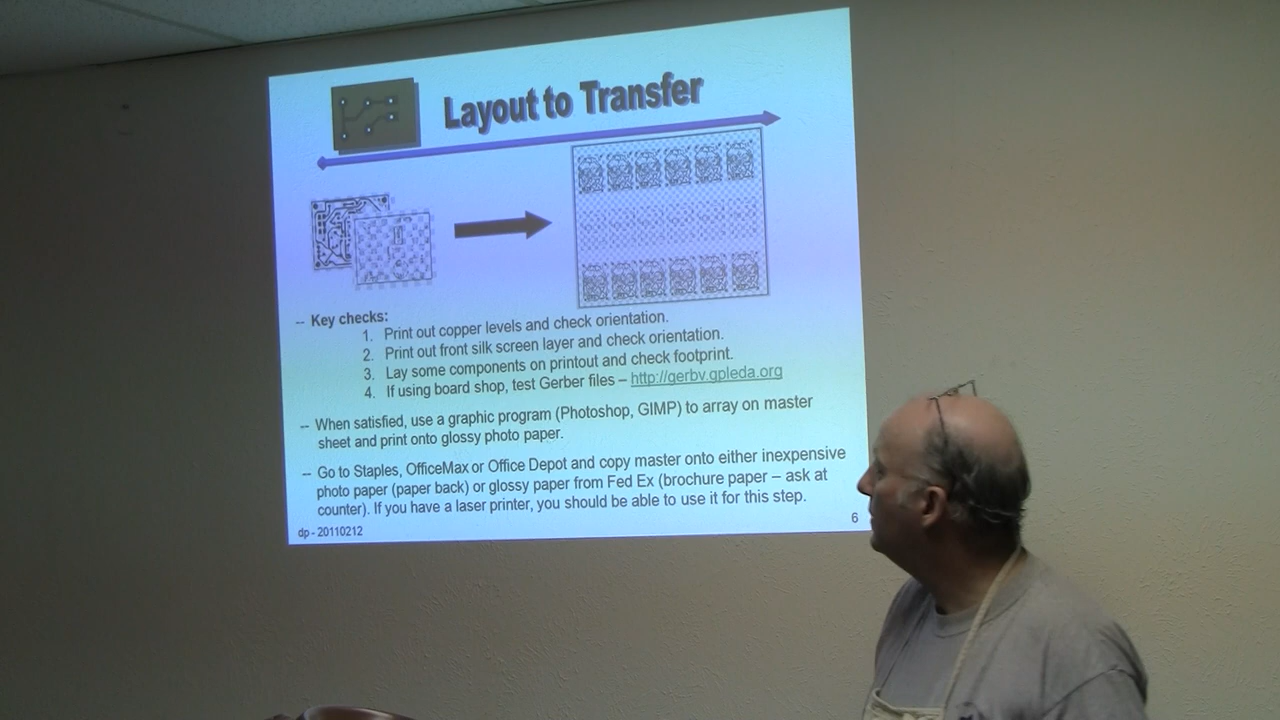 Layout to Transfer
– Key checks:
1. Print out copper levels and check orientation.
2. Print out front silk screen layer and check orientation.
3. Lay some components on printout and check footprint.
4. If using board shop, test Gerber files – http://gerbv.gpleda.org
– When satisfied, use a graphic program (Photoshop, GIMP) to array on master
sheet and print onto glossy photo paper.
– Go to Staples, OfficeMax or Office Depot and copy master onto either inexpensive
photo paper (paper back) or glossy paper from Fed Ex (brochure paper – ask at
counter). If you have a laser printer, you should be able to use it for this step.
dp - 20110212
6